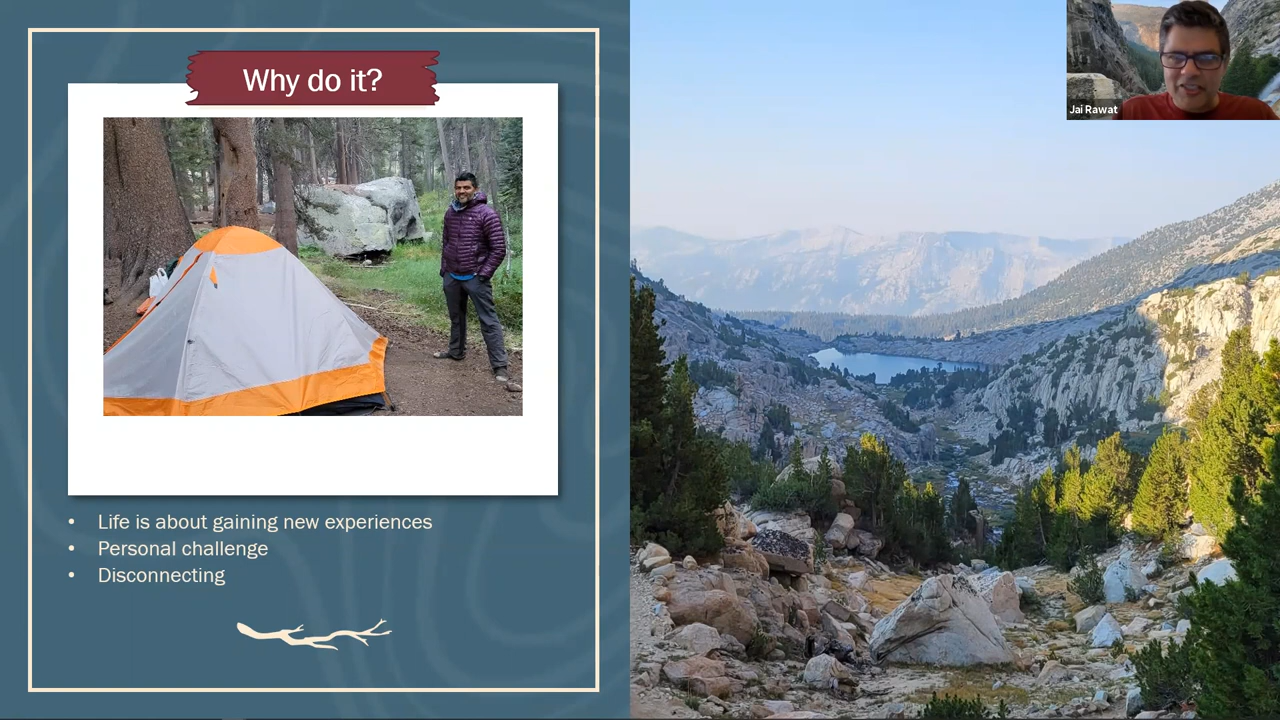 Why do it?
Life is about gaining new experiences
Personal challenge
Disconnecting
Jai Rawat